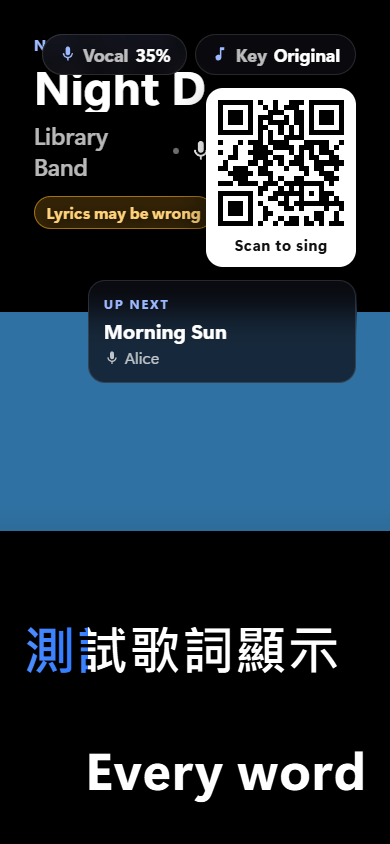 N
Vocal 35%
Key Original
Night D
Library
Band
Lyrics may be wrong
Scan to sing
UP NEXT
Morning Sun
Alice
測試歌詞顯示
Every word